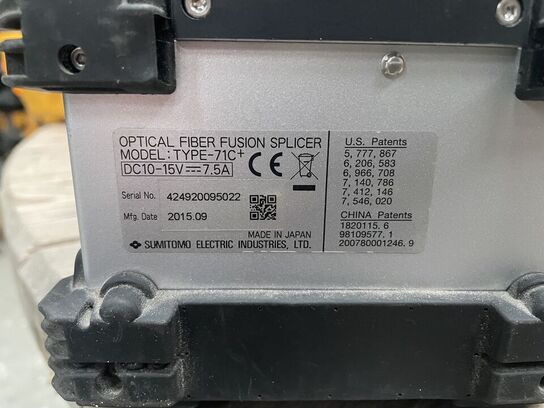 OPTICAL FIBER FUSION SPLICER
MODEL: TYPE-71C+
DC10-15V⎓7.5A
CE
Serial No. 424920095022
Mfg. Date 2015.09
MADE IN JAPAN
SUMITOMO ELECTRIC INDUSTRIES, LTD.
U.S. Patents
5, 777, 867
6, 206, 583
6, 966, 708
7, 140, 786
7, 412, 146
7, 546, 020
CHINA Patents
1820115. 6
98109577. 1
200780001246. 9